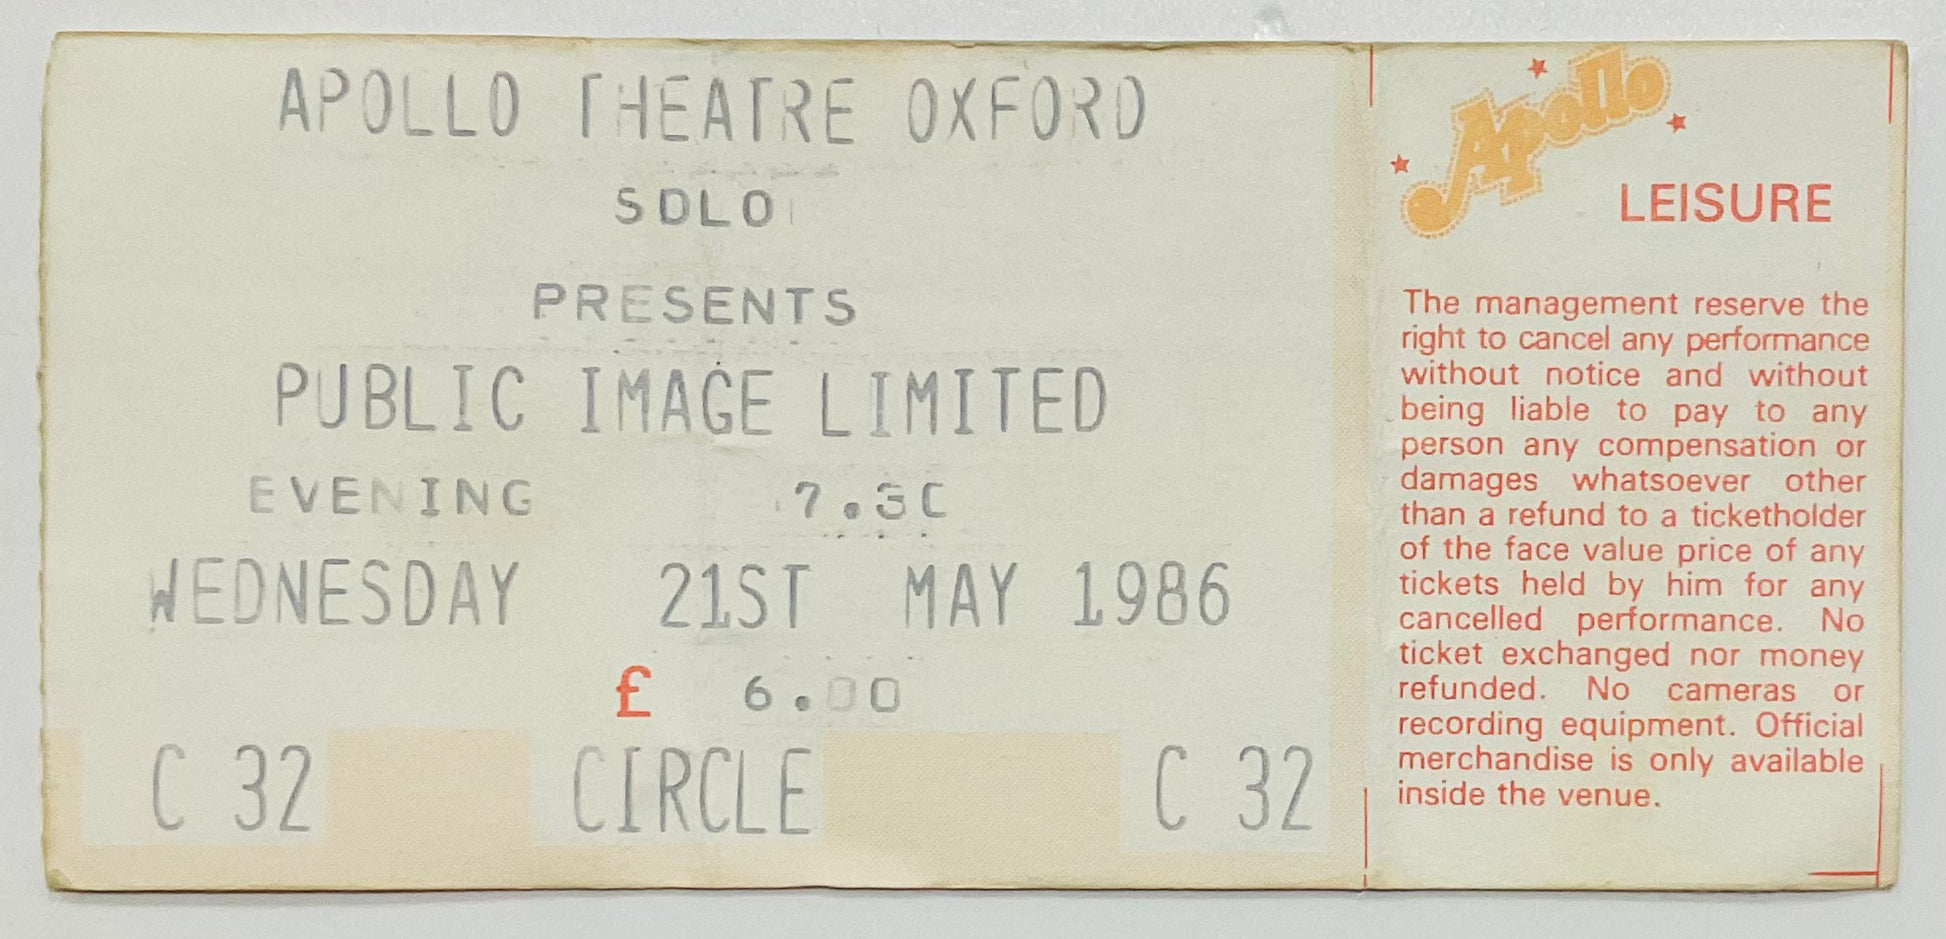 APOLLO THEATRE OXFORD
SOLO
PRESENTS
PUBLIC IMAGE LIMITED
EVENING 7.30
WEDNESDAY 21ST MAY 1986
£ 6.00
C 32 CIRCLE C 32
Apollo
LEISURE
The management reserve the
right to cancel any performance
without notice and without
being liable to pay to any
person any compensation or
damages whatsoever other
than a refund to a ticketholder
of the face value price of any
tickets held by him for any
cancelled performance. No
ticket exchanged nor money
refunded. No cameras or
recording equipment. Official
merchandise is only available
inside the venue.